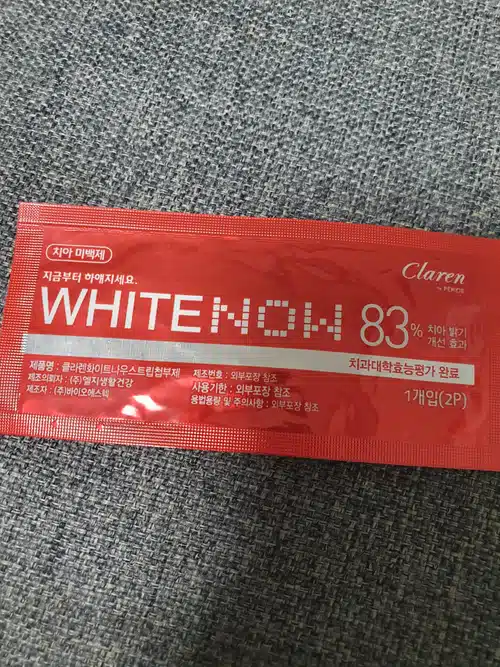 치아 미백제
지금부터 하얘지세요.
WHITE NOW
Claren
by PERIOE
83% 치아 밝기
개선 효과
치과대학효능평가 완료
1개입(2P)
제품명 : 클라렌화이트나우스트립첩부제
제조의뢰자 : (주)엘지생활건강
제조자 : (주)바이오에스텍
제조번호 : 외부포장 참조
사용기한 : 외부포장 참조
용법용량 및 주의사항 : 외부포장 참조